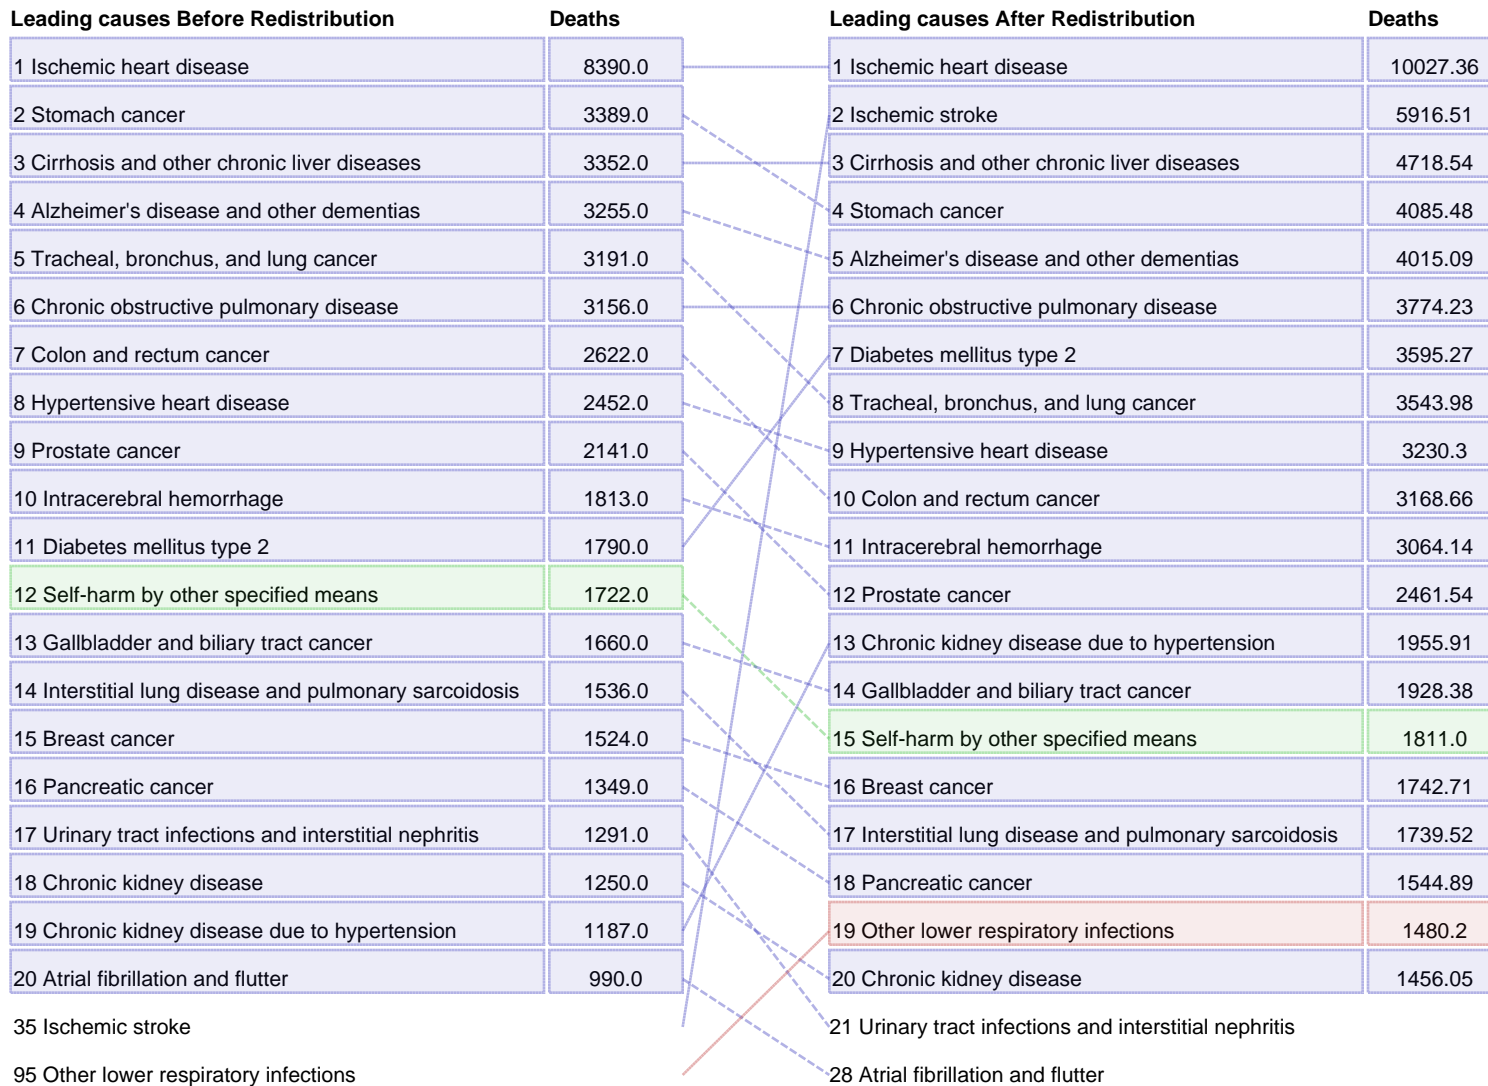 Leading causes Before Redistribution Deaths Leading causes After Redistribution Deaths
1 Ischemic heart disease 8390.0 1 Ischemic heart disease 10027.36
2 Stomach cancer 3389.0 2 Ischemic stroke 5916.51
3 Cirrhosis and other chronic liver diseases 3352.0 3 Cirrhosis and other chronic liver diseases 4718.54
4 Alzheimer's disease and other dementias 3255.0 4 Stomach cancer 4085.48
5 Tracheal, bronchus, and lung cancer 3191.0 5 Alzheimer's disease and other dementias 4015.09
6 Chronic obstructive pulmonary disease 3156.0 6 Chronic obstructive pulmonary disease 3774.23
7 Colon and rectum cancer 2622.0 7 Diabetes mellitus type 2 3595.27
8 Hypertensive heart disease 2452.0 8 Tracheal, bronchus, and lung cancer 3543.98
9 Prostate cancer 2141.0 9 Hypertensive heart disease 3230.3
10 Intracerebral hemorrhage 1813.0 10 Colon and rectum cancer 3168.66
11 Diabetes mellitus type 2 1790.0 11 Intracerebral hemorrhage 3064.14
12 Self-harm by other specified means 1722.0 12 Prostate cancer 2461.54
13 Gallbladder and biliary tract cancer 1660.0 13 Chronic kidney disease due to hypertension 1955.91
14 Interstitial lung disease and pulmonary sarcoidosis 1536.0 14 Gallbladder and biliary tract cancer 1928.38
15 Breast cancer 1524.0 15 Self-harm by other specified means 1811.0
16 Pancreatic cancer 1349.0 16 Breast cancer 1742.71
17 Urinary tract infections and interstitial nephritis 1291.0 17 Interstitial lung disease and pulmonary sarcoidosis 1739.52
18 Chronic kidney disease 1250.0 18 Pancreatic cancer 1544.89
19 Chronic kidney disease due to hypertension 1187.0 19 Other lower respiratory infections 1480.2
20 Atrial fibrillation and flutter 990.0 20 Chronic kidney disease 1456.05
35 Ischemic stroke 21 Urinary tract infections and interstitial nephritis
95 Other lower respiratory infections 28 Atrial fibrillation and flutter